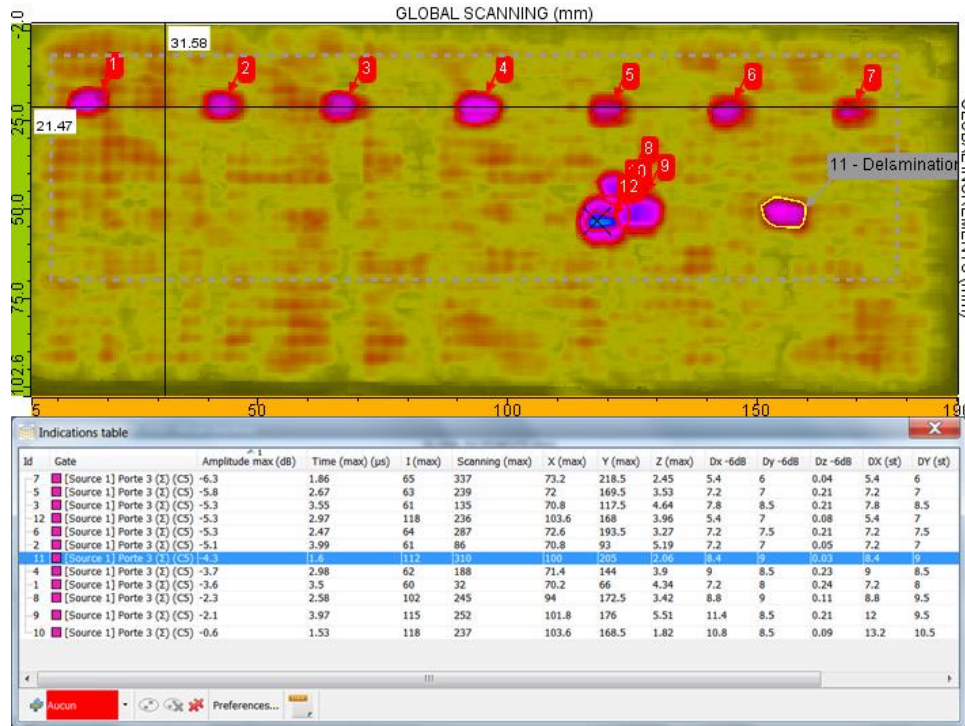 GLOBAL SCANNING (mm)
-2.0
31.58
1
2
3
4
5
6
7
25.0
21.47
8
9
12
11 - Delamination
50.0
75.0
102.6
5
50
100
150
Indications table
1
Id Gate Amplitude max (dB) Time (max) (µs) I (max) Scanning (max) X (max) Y (max) Z (max) Dx -6dB Dy -6dB Dz -6dB DX (st) DY (st)
7 [Source 1] Porte 3 (Σ) (C5) -6.3 1.86 65 337 73.2 218.5 2.45 5.4 6 0.04 5.4 6
5 [Source 1] Porte 3 (Σ) (C5) -5.8 2.67 63 239 72 169.5 3.53 7.2 7 0.21 7.2 7
3 [Source 1] Porte 3 (Σ) (C5) -5.3 3.55 61 135 70.8 117.5 4.64 7.8 8.5 0.21 7.8 8.5
12 [Source 1] Porte 3 (Σ) (C5) -5.3 2.97 118 236 103.6 168 3.96 5.4 7 0.08 5.4 7
6 [Source 1] Porte 3 (Σ) (C5) -5.3 2.47 64 287 72.6 193.5 3.27 7.2 7.5 0.21 7.2 7.5
2 [Source 1] Porte 3 (Σ) (C5) -5.1 3.99 61 86 70.8 93 5.19 7.2 7 0.05 7.2 7
11 [Source 1] Porte 3 (Σ) (C5) -4.3 1.6 112 310 100 205 2.06 8.4 9 0.03 8.4 9
4 [Source 1] Porte 3 (Σ) (C5) -3.7 2.98 62 188 71.4 144 3.9 9 8.5 0.23 9 8.5
1 [Source 1] Porte 3 (Σ) (C5) -3.6 3.5 60 32 70.2 66 4.34 7.2 8 0.24 7.2 8
8 [Source 1] Porte 3 (Σ) (C5) -2.3 2.58 102 245 94 172.5 3.42 8.8 9 0.11 8.8 9.5
9 [Source 1] Porte 3 (Σ) (C5) -2.1 3.97 115 252 101.8 176 5.51 11.4 8.5 0.21 12 9.5
10 [Source 1] Porte 3 (Σ) (C5) -0.6 1.53 118 237 103.6 168.5 1.82 10.8 8.5 0.09 13.2 10.5
Aucun Preferences...